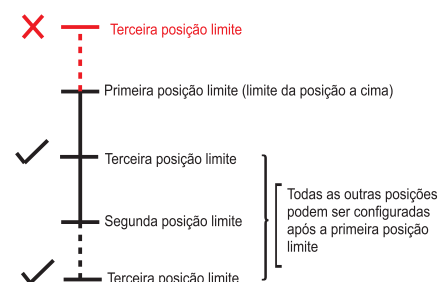 Terceira posição limite
Primeira posição limite (limite da posição a cima)
Terceira posição limite
Segunda posição limite
Todas as outras posições
podem ser configuradas
após a primeira posição
limite
Terceira posição limite